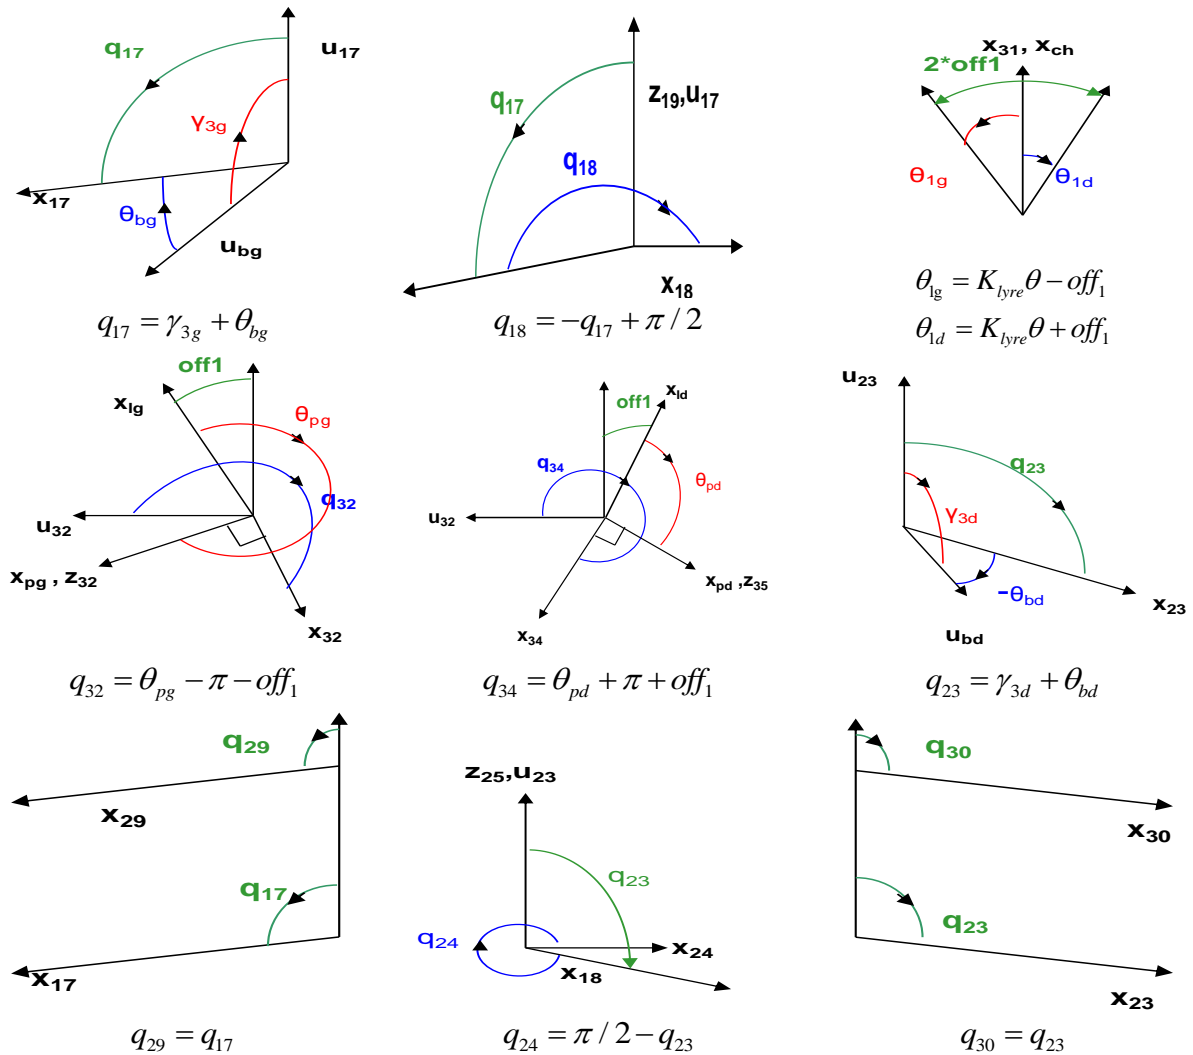 q17
u17
γ3g
x17
θbg
ubg
q17 = γ3g + θbg
z19,u17
q17
q18
x18
q18 = −q17 + π / 2
x31, xch
2*off1
θ1g
θ1d
θlg = Klyre θ − off1
θ1d = Klyre θ + off1
off1
xlg
θpg
q32
u32
xpg , z32
x32
q32 = θpg − π − off1
xld
off1
q34
θpd
u32
xpd ,z35
x34
q34 = θpd + π + off1
u23
q23
γ3d
-θbd
x23
ubd
q23 = γ3d + θbd
q29
x29
q17
x17
q29 = q17
z25,u23
q23
q24
x24
x18
q24 = π / 2 − q23
q30
x30
q23
x23
q30 = q23